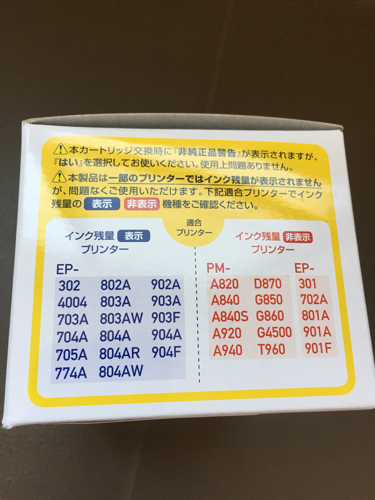 ⚠本カートリッジ交換時に『非純正品警告』が表示されますが、
『はい』を選択してお使いください。使用上問題ありません。
⚠本製品は一部のプリンターではインク残量が表示されません
が、問題なくご使用いただけます。下記適合プリンターでインク
残量の 表示 非表示 機種をご確認ください。
適合
プリンター
インク残量 表示
プリンター
EP-
302 802A 902A
4004 803A 903A
703A 803AW 903F
704A 804A 904A
705A 804AR 904F
774A 804AW
インク残量 非表示
プリンター
PM- EP-
A820 D870 301
A840 G850 702A
A840S G860 801A
A920 G4500 901A
A940 T960 901F